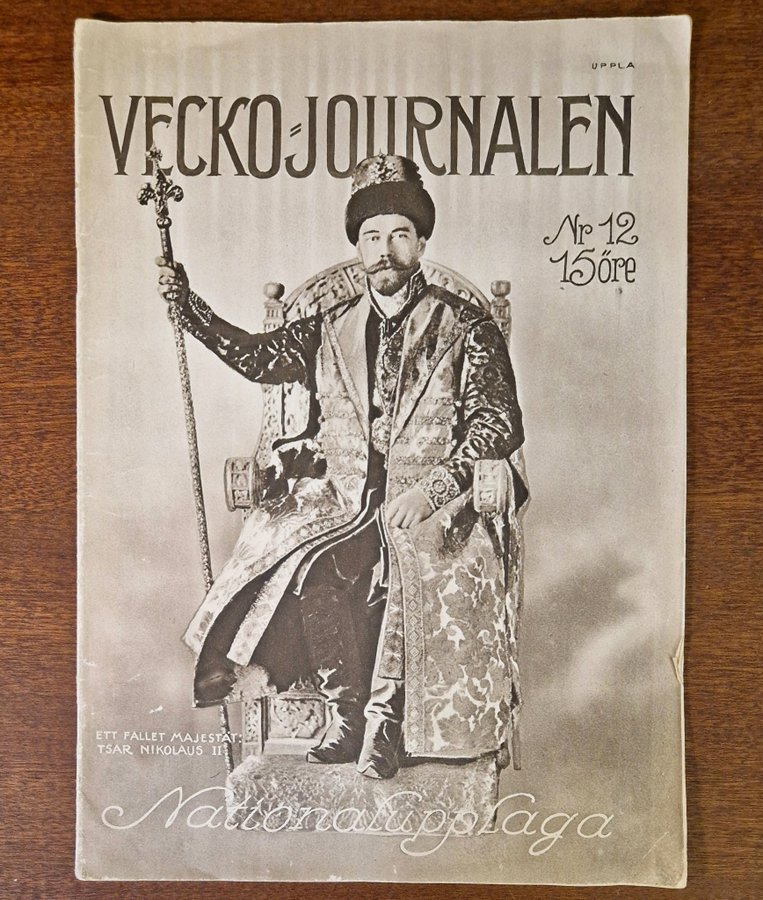 UPPLA
VECKO=JOURNALEN
Nr 12
15 öre
ETT FALLET MAJESTÄT:
TSAR NIKOLAUS II
Nationalupplaga